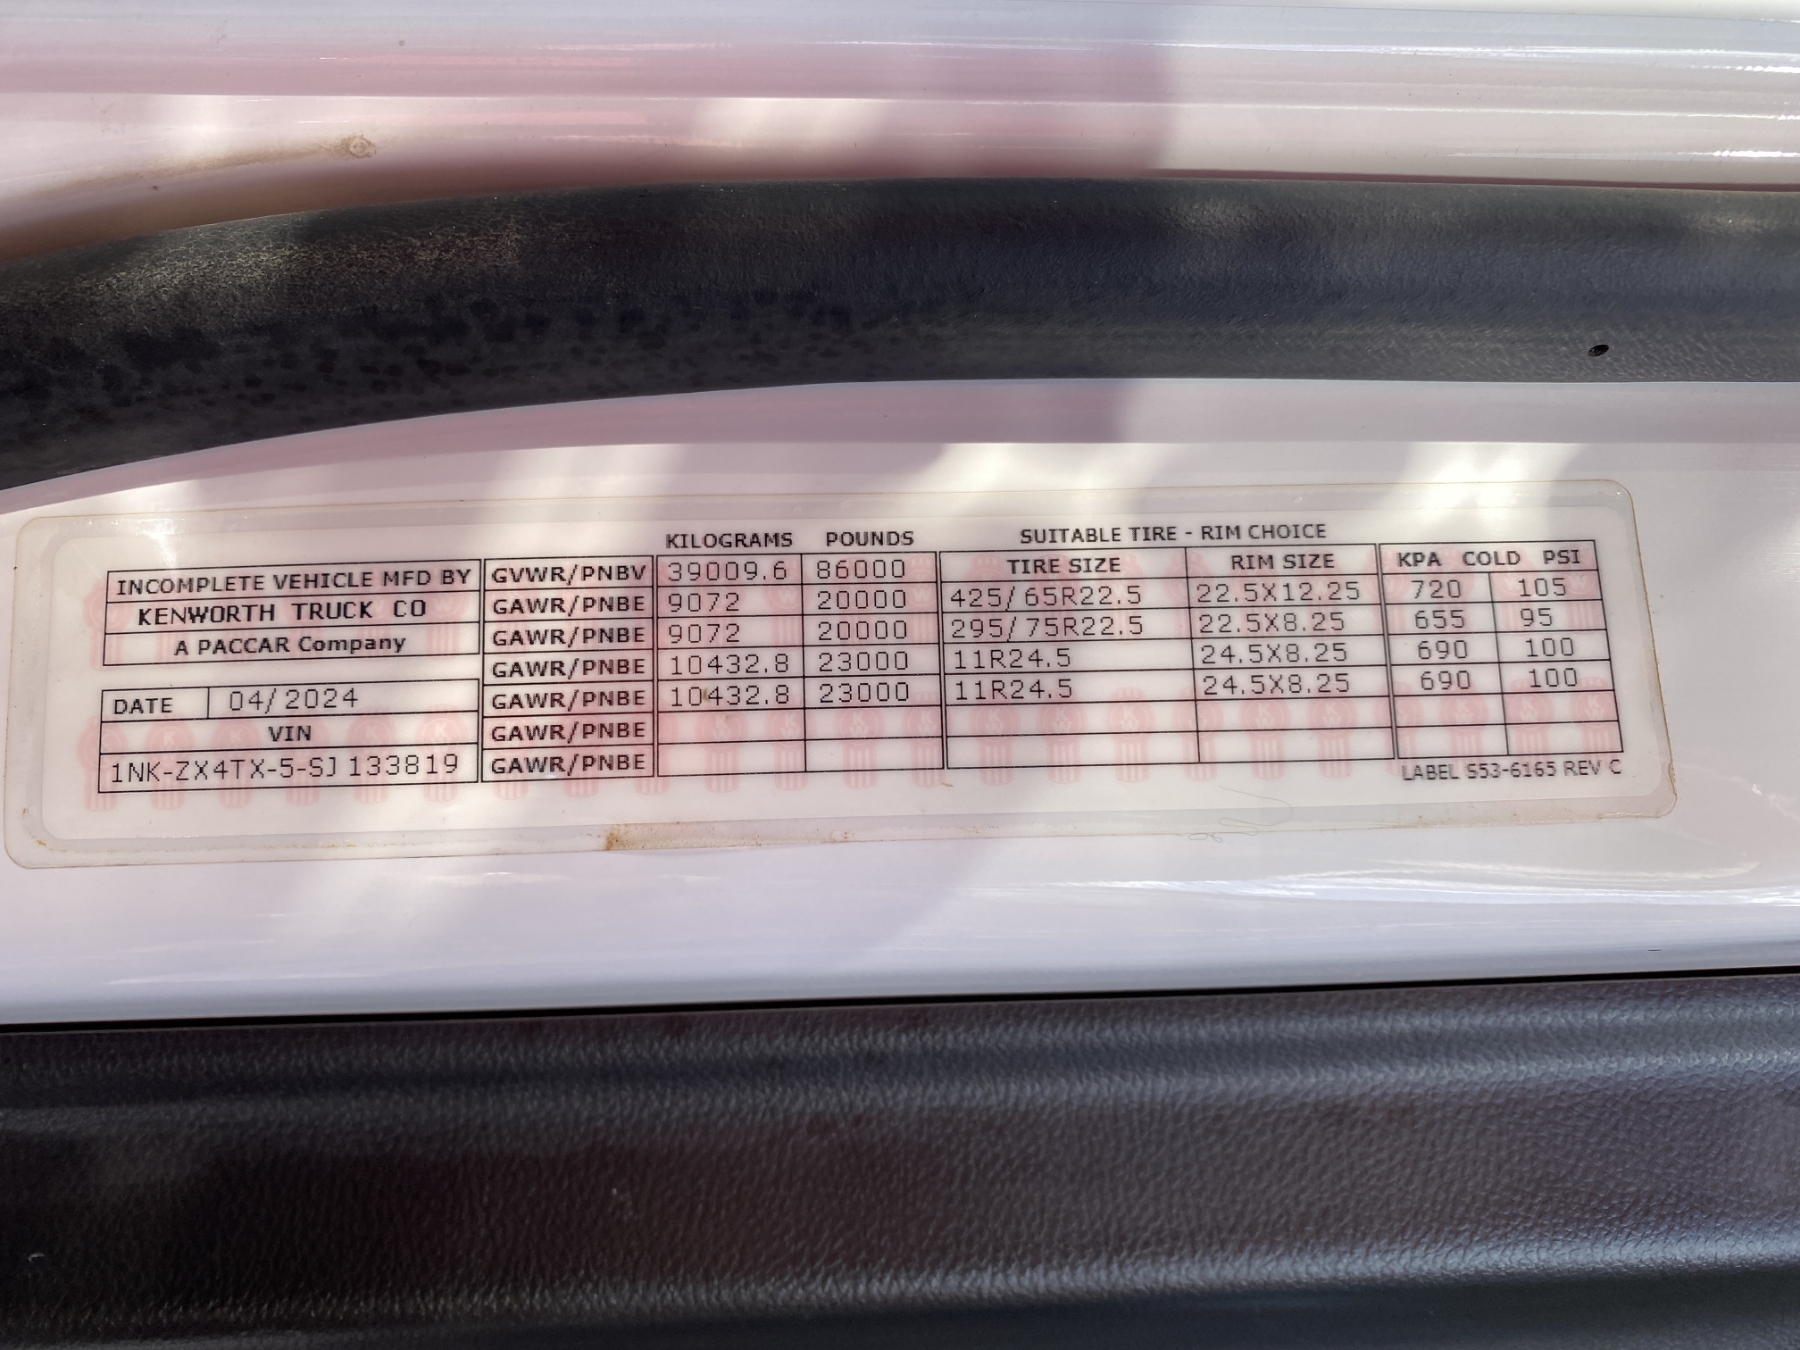 KILOGRAMS POUNDS SUITABLE TIRE - RIM CHOICE
INCOMPLETE VEHICLE MFD BY GVWR/PNBV 39009.6 86000 TIRE SIZE RIM SIZE KPA COLD PSI
KENWORTH TRUCK CO GAWR/PNBE 9072 20000 425/65R22.5 22.5X12.25 720 105
A PACCAR Company GAWR/PNBE 9072 20000 295/75R22.5 22.5X8.25 655 95
GAWR/PNBE 10432.8 23000 11R24.5 24.5X8.25 690 100
DATE 04/2024 GAWR/PNBE 10432.8 23000 11R24.5 24.5X8.25 690 100
VIN GAWR/PNBE
1NK-ZX4TX-5-SJ133819 GAWR/PNBE
LABEL S53-6165 REV C